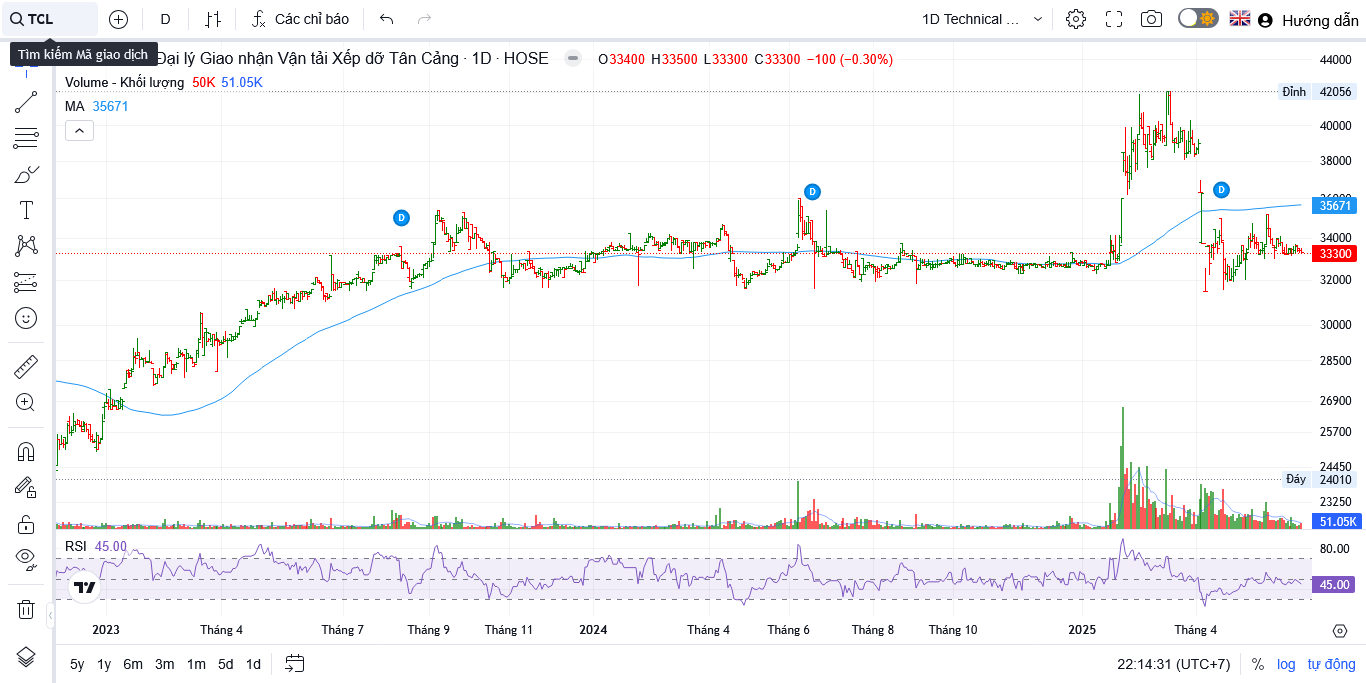 TCL
D
Các chỉ báo
1D Technical ...
Hướng dẫn
Tìm kiếm Mã giao dịch
Đại lý Giao nhận Vận tải Xếp dỡ Tân Cảng · 1D · HOSE
O33400 H33500 L33300 C33300 −100 (−0.30%)
Volume - Khối lượng 50K 51.05K
MA 35671
44000
Đỉnh 42056
40000
38000
36000
35671
34000
33300
32000
30000
28500
26900
25700
24450
Đáy 24010
23250
51.05K
D
D
D
RSI 45.00
80.00
45.00
2023 Tháng 4 Tháng 7 Tháng 9 Tháng 11 2024 Tháng 4 Tháng 6 Tháng 8 Tháng 10 2025 Tháng 4
5y 1y 6m 3m 1m 5d 1d
22:14:31 (UTC+7) % log tự động